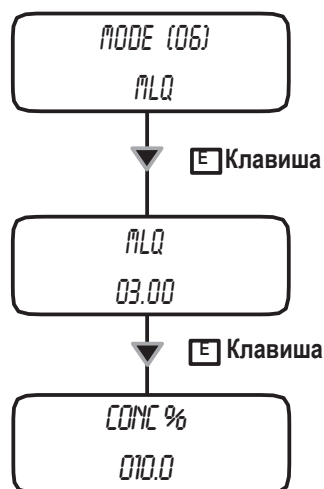 MODE (06)
MLQ
E Клавиша
MLQ
03.00
E Клавиша
CONC %
010.0